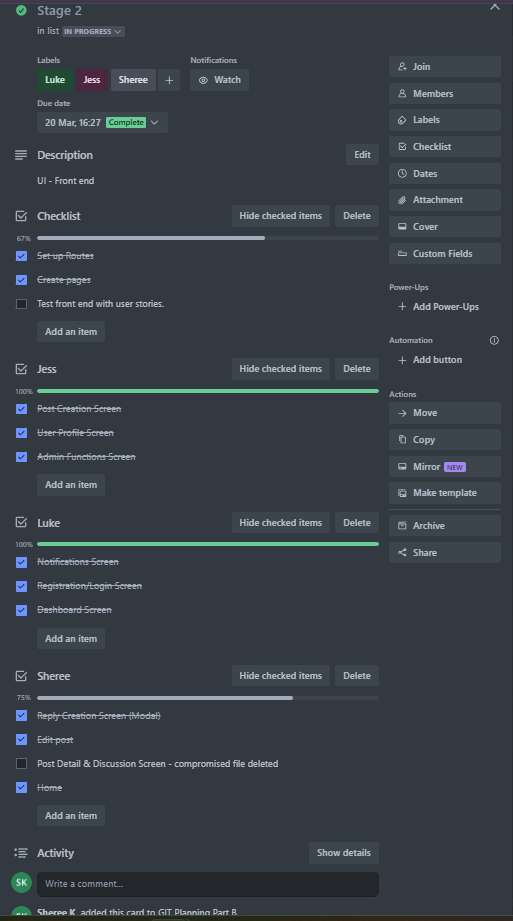 Stage 2
in list IN PROGRESS
Labels
Notifications
Luke Jess Sheree + Watch
Due date
20 Mar, 16:27 Complete
Description Edit
UI - Front end
Checklist Hide checked items Delete
67%
Set up Routes
Create pages
Test front end with user stories.
Add an item
Jess Hide checked items Delete
100%
Post Creation Screen
User Profile Screen
Admin Functions Screen
Add an item
Luke Hide checked items Delete
100%
Notifications Screen
Registration/Login Screen
Dashboard Screen
Add an item
Sheree Hide checked items Delete
75%
Reply Creation Screen (Modal)
Edit post
Post Detail & Discussion Screen - compromised file deleted
Home
Add an item
Activity Show details
SK Write a comment...
SK Sheree K added this card to GIT Planning Part B
Join
Members
Labels
Checklist
Dates
Attachment
Cover
Custom Fields
Power-Ups
+ Add Power-Ups
Automation
+ Add button
Actions
Move
Copy
Mirror NEW
Make template
Archive
Share